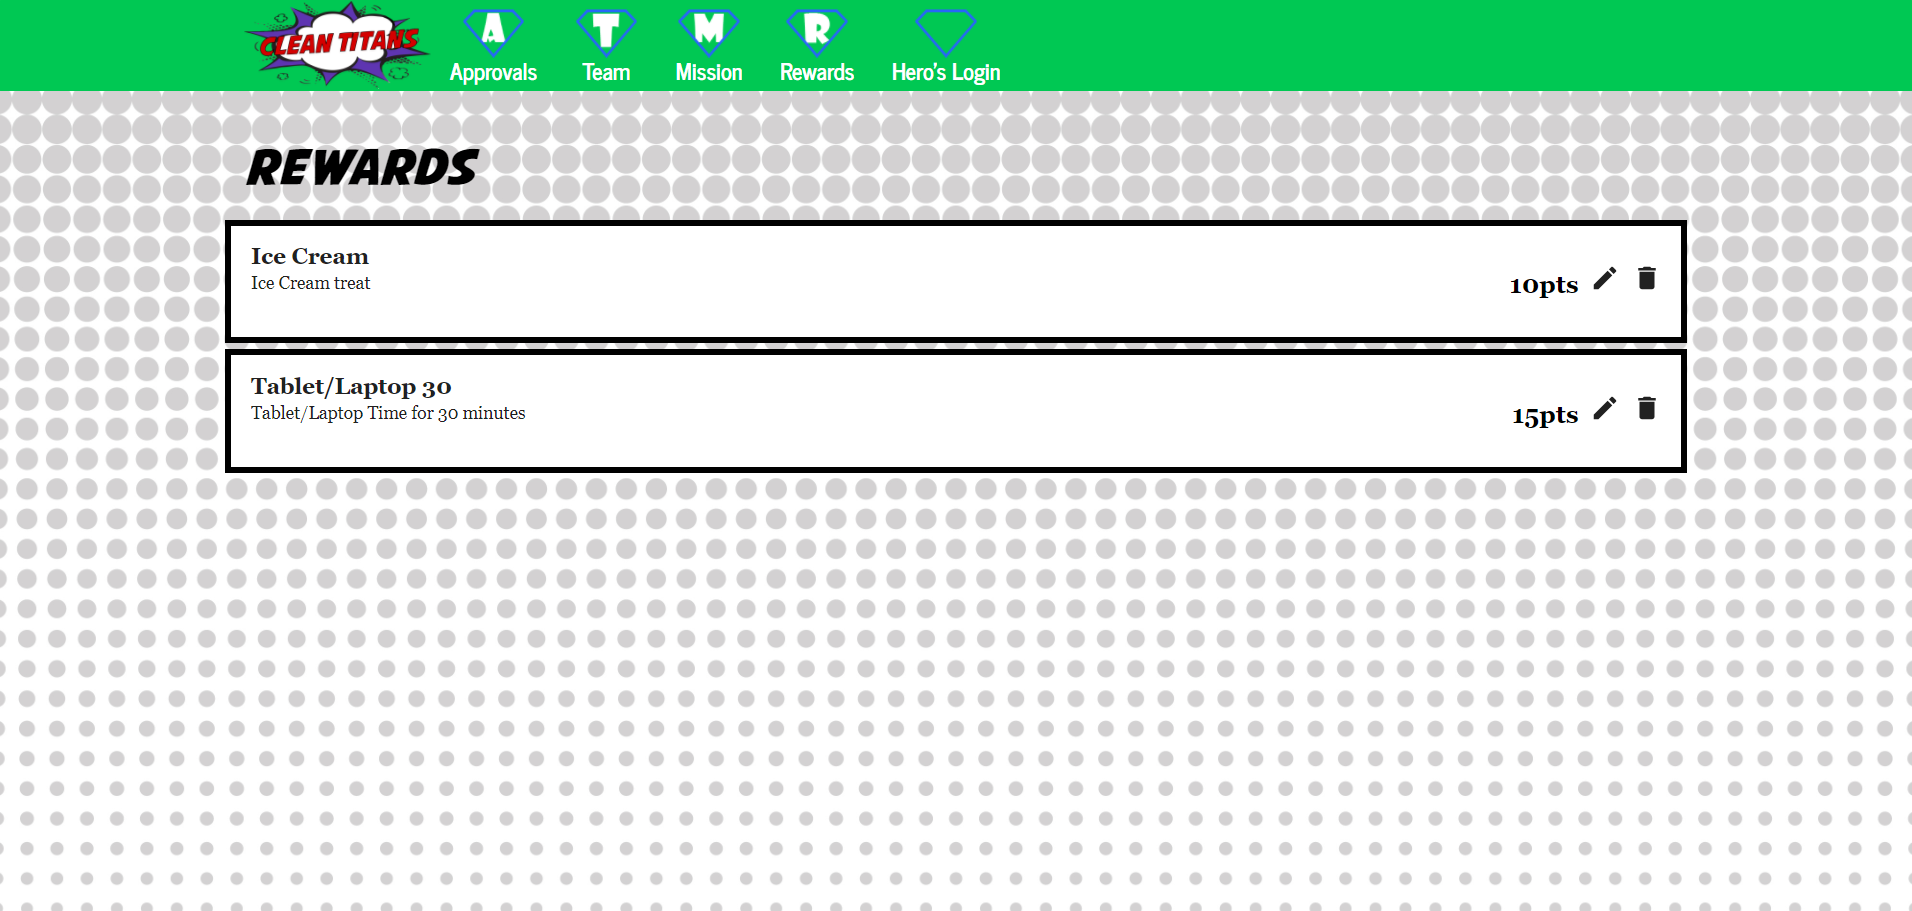 CLEAN TITANS
A T M R
Approvals Team Mission Rewards Hero's Login
REWARDS
Ice Cream
Ice Cream treat
10pts
Tablet/Laptop 30
Tablet/Laptop Time for 30 minutes
15pts